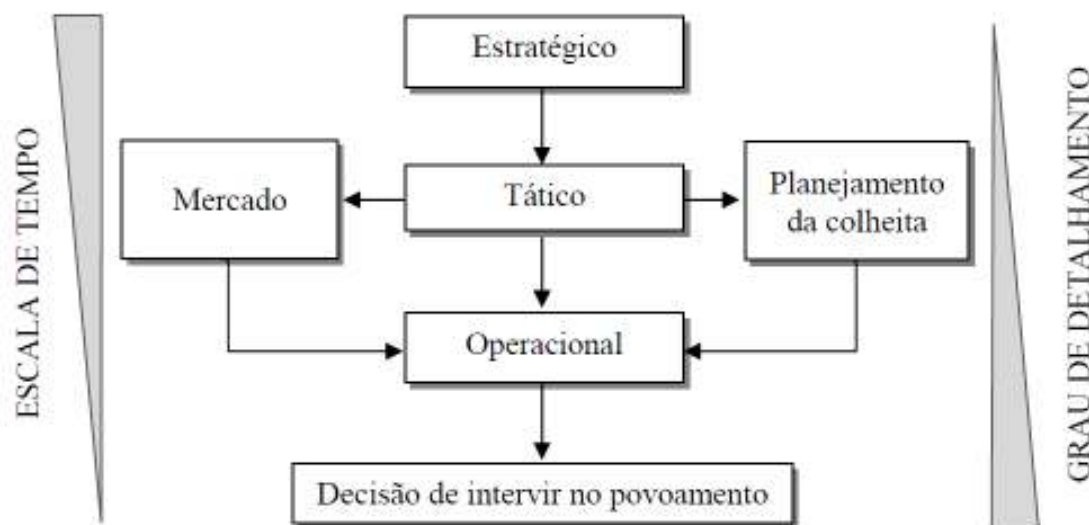 Estratégico
ESCALA DE TEMPO
Mercado
Tático
Planejamento
da colheita
GRAU DE DETALHAMENTO
Operacional
Decisão de intervir no povoamento